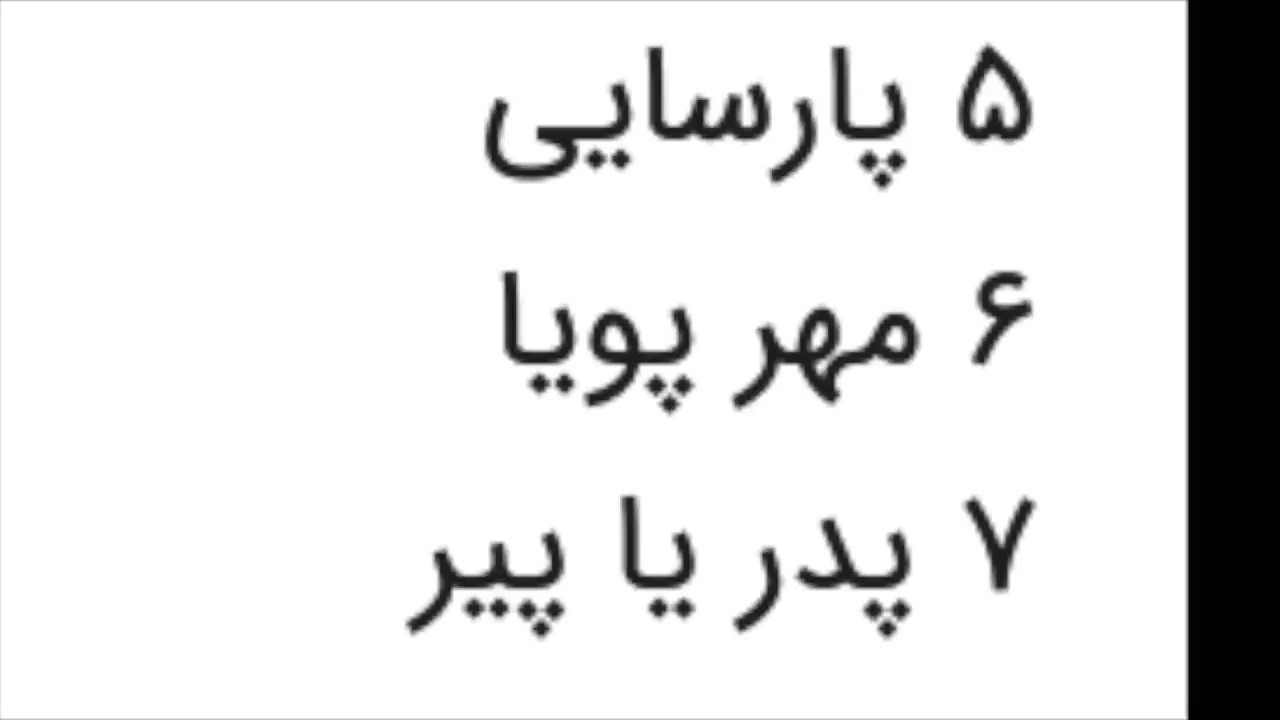 ۵ پارسایی
۶ مهر پویا
۷ پدر یا پیر